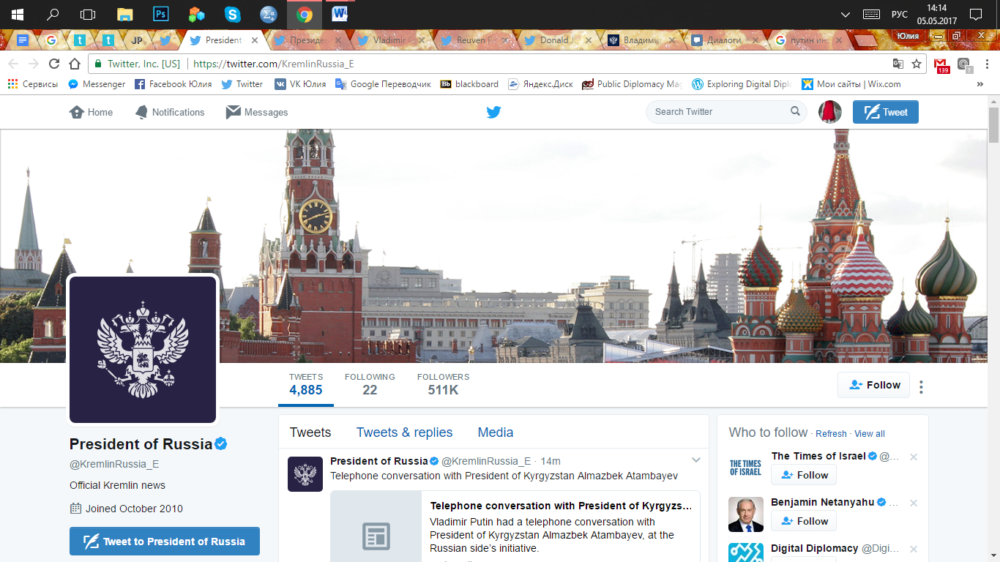 14:14
РУС
05.05.2017
JP
President
Президе
Vladimir
Reuven
Donald J
Владими
Диалоги
путин ин
Юлия
Twitter, Inc. [US]
https://twitter.com/KremlinRussia_E
139
?
Сервисы
Messenger
Facebook Юлия
Twitter
VK Юлия
Google Переводчик
Bb blackboard
Яндекс.Диск
Public Diplomacy Mag
Exploring Digital Dipl
Мои сайты | Wix.com
»
Home
Notifications
Messages
Search Twitter
Tweet
TWEETS
4,885
FOLLOWING
22
FOLLOWERS
511K
Follow
President of Russia
@KremlinRussia_E
Official Kremlin news
Joined October 2010
Tweet to President of Russia
Tweets
Tweets & replies
Media
President of Russia @KremlinRussia_E · 14m
Telephone conversation with President of Kyrgyzstan Almazbek Atambayev
Telephone conversation with President of Kyrgyzs...
Vladimir Putin had a telephone conversation with
President of Kyrgyzstan Almazbek Atambayev, at the
Russian side's initiative.
Who to follow · Refresh · View all
THE TIMES
OF ISRAEL
The Times of Israel @...
Follow
Benjamin Netanyahu ...
Follow
Digital Diplomacy @Digi...